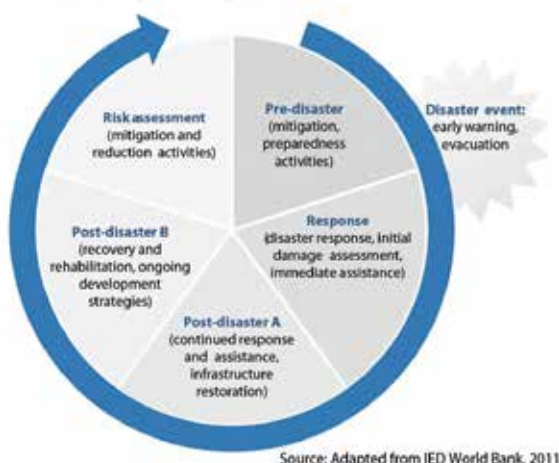 Pre-disaster
(mitigation,
preparedness
activities)
Disaster event:
early warning,
evacuation
Response
(disaster response, initial
damage assessment,
immediate assistance)
Post-disaster A
(continued response
and assistance,
infrastructure
restoration)
Post-disaster B
(recovery and
rehabilitation, ongoing
development
strategies)
Risk assessment
(mitigation and
reduction activities)
Source: Adapted from IED World Bank, 2011